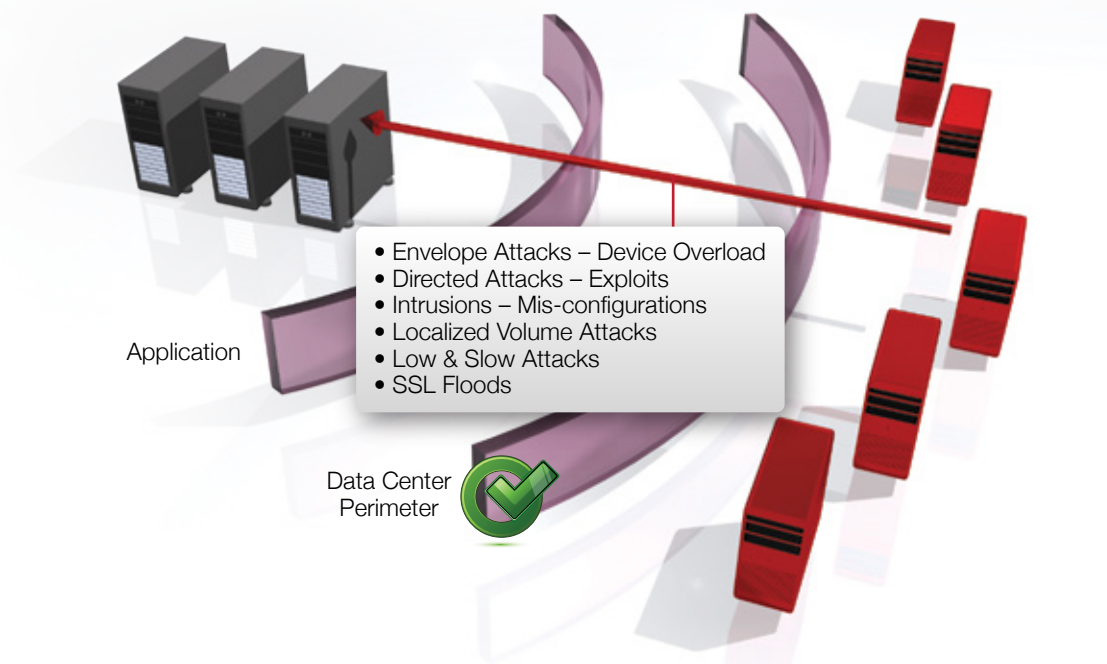 • Envelope Attacks – Device Overload
• Directed Attacks – Exploits
• Intrusions – Mis-configurations
• Localized Volume Attacks
• Low & Slow Attacks
• SSL Floods
Application
Data Center
Perimeter